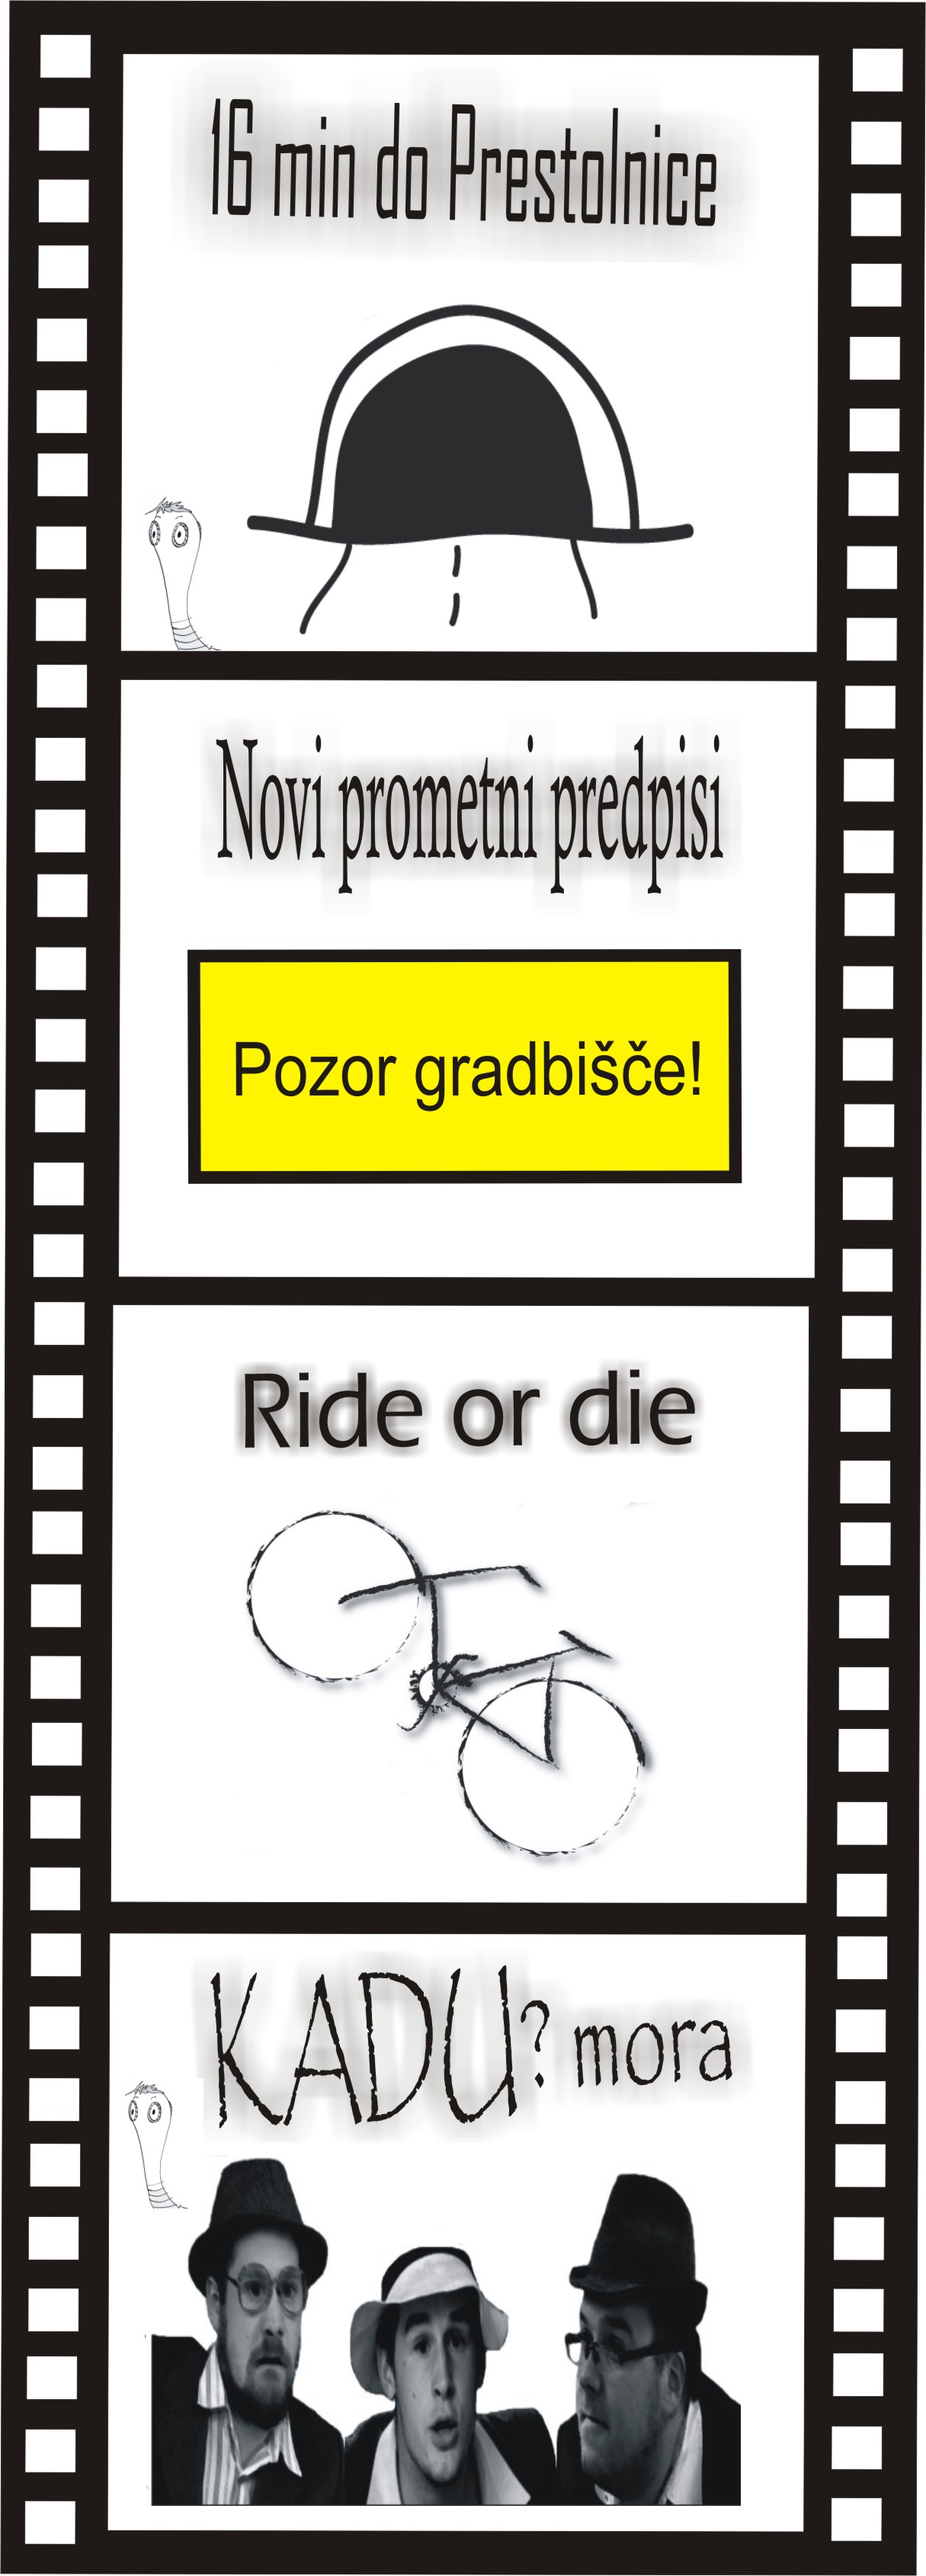 16 min do Prestolnice
Novi prometni predpisi
Pozor gradbišče!
Ride or die
KADU? mora